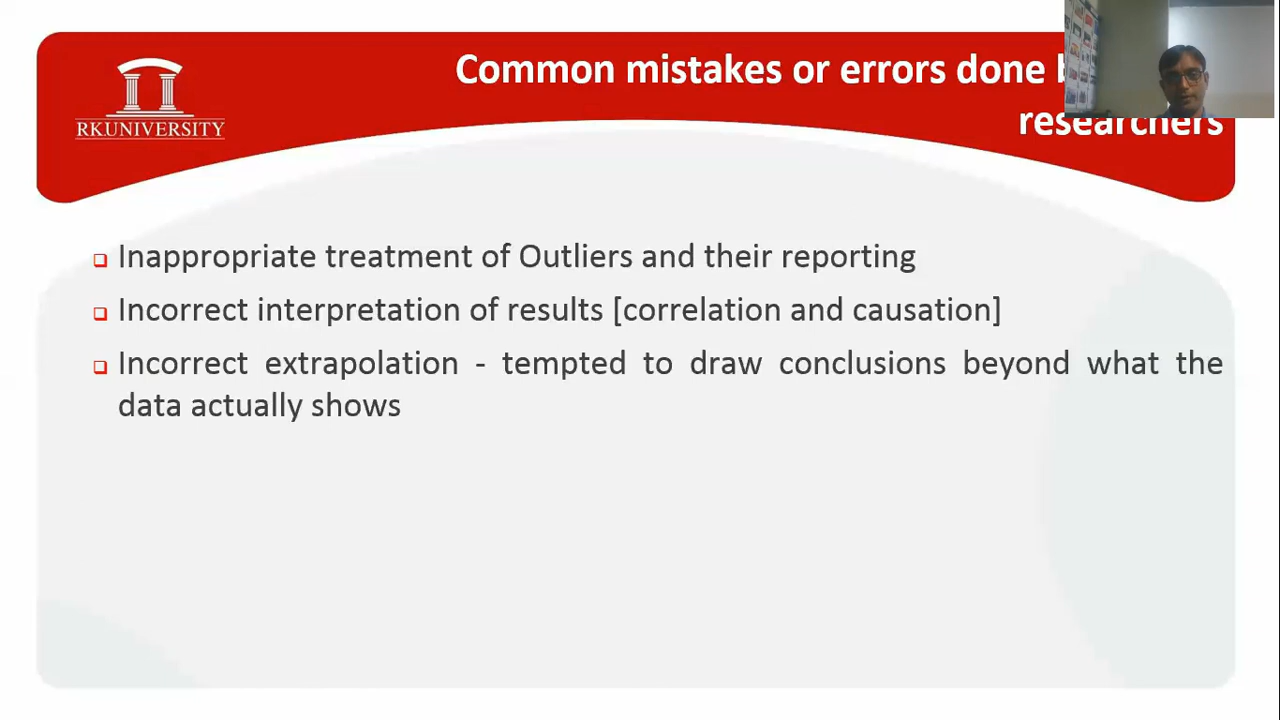 Common mistakes or errors done
researchers
RKUNIVERSITY
Inappropriate treatment of Outliers and their reporting
Incorrect interpretation of results [correlation and causation]
Incorrect extrapolation - tempted to draw conclusions beyond what the
data actually shows